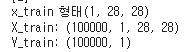 x_train 형태(1, 28, 28)
X_train: (100000, 1, 28, 28)
Y_train: (100000, 1)